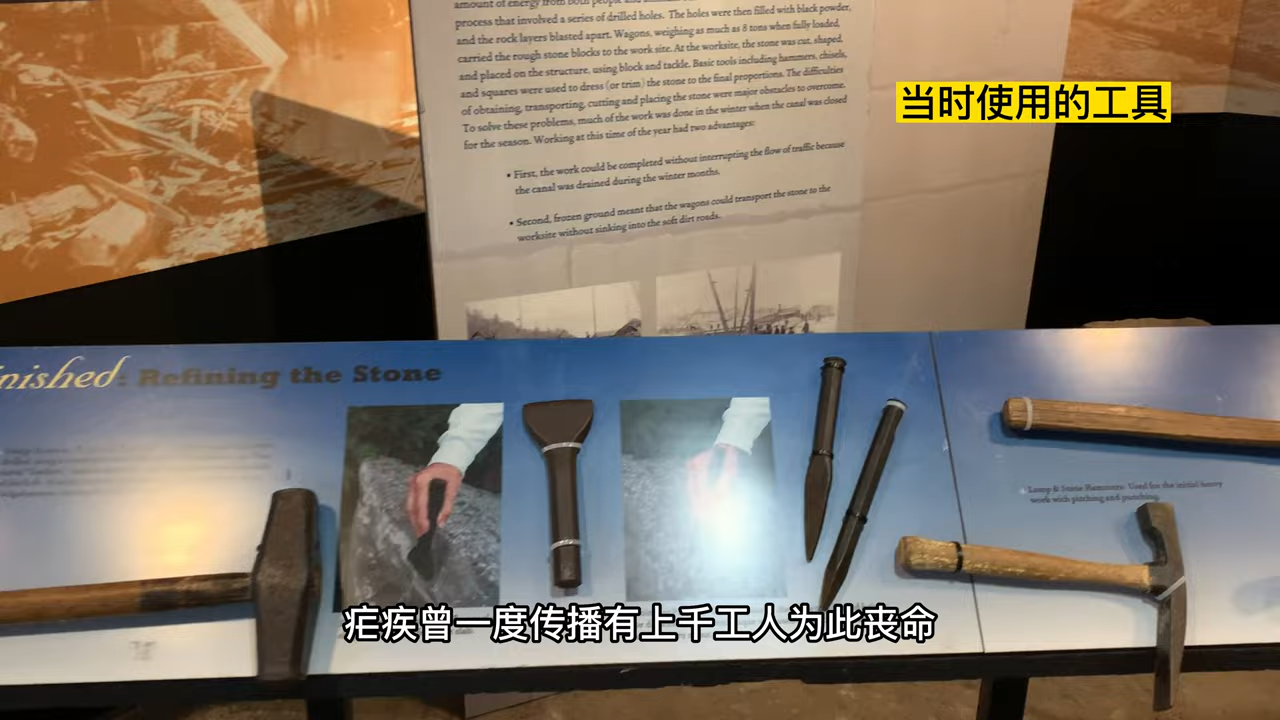 amount of energy from both people and
process that involved a series of drilled holes. The holes were then filled with black powder,
and the rock layers blasted apart. Wagons, weighing as much as 8 tons when fully loaded,
carried the rough stone blocks to the work site. At the worksite, the stone was cut, shaped,
and placed on the structure, using block and tackle. Basic tools including hammers, chisels,
and squares were used to dress (or trim) the stone to the final proportions. The difficulties
of obtaining, transporting, cutting and placing the stone were major obstacles to overcome.
To solve these problems, much of the work was done in the winter when the canal was closed
for the season. Working at this time of the year had two advantages:
• First, the work could be completed without interrupting the flow of traffic because
the canal was drained during the winter months.
• Second, frozen ground meant that the wagons could transport the stone to the
worksite without sinking into the soft dirt roads.
当时使用的工具
nished: Refining the Stone
Lump & Stone Hammers: Used for the initial heavy
work with pitching and punching.
疟疾曾一度传播有上千工人为此丧命